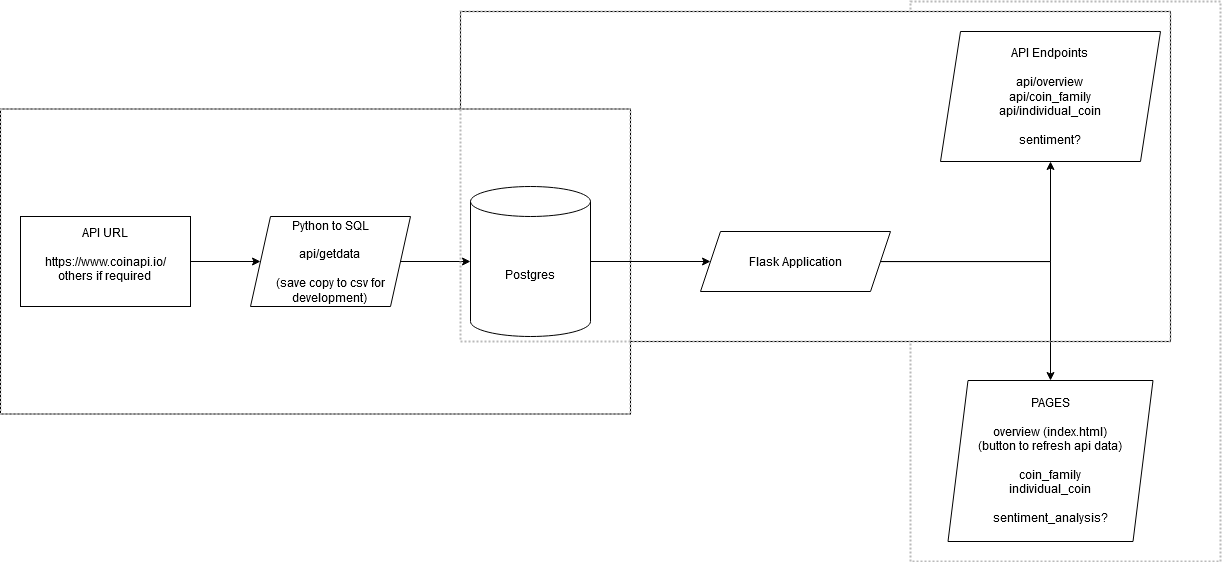 API URL
https://www.coinapi.io/
others if required
Python to SQL
api/getdata
(save copy to csv for
development)
Postgres
Flask Application
API Endpoints
api/overview
api/coin_family
api/individual_coin
sentiment?
PAGES
overview (index.html)
(button to refresh api data)
coin_family
individual_coin
sentiment_analysis?